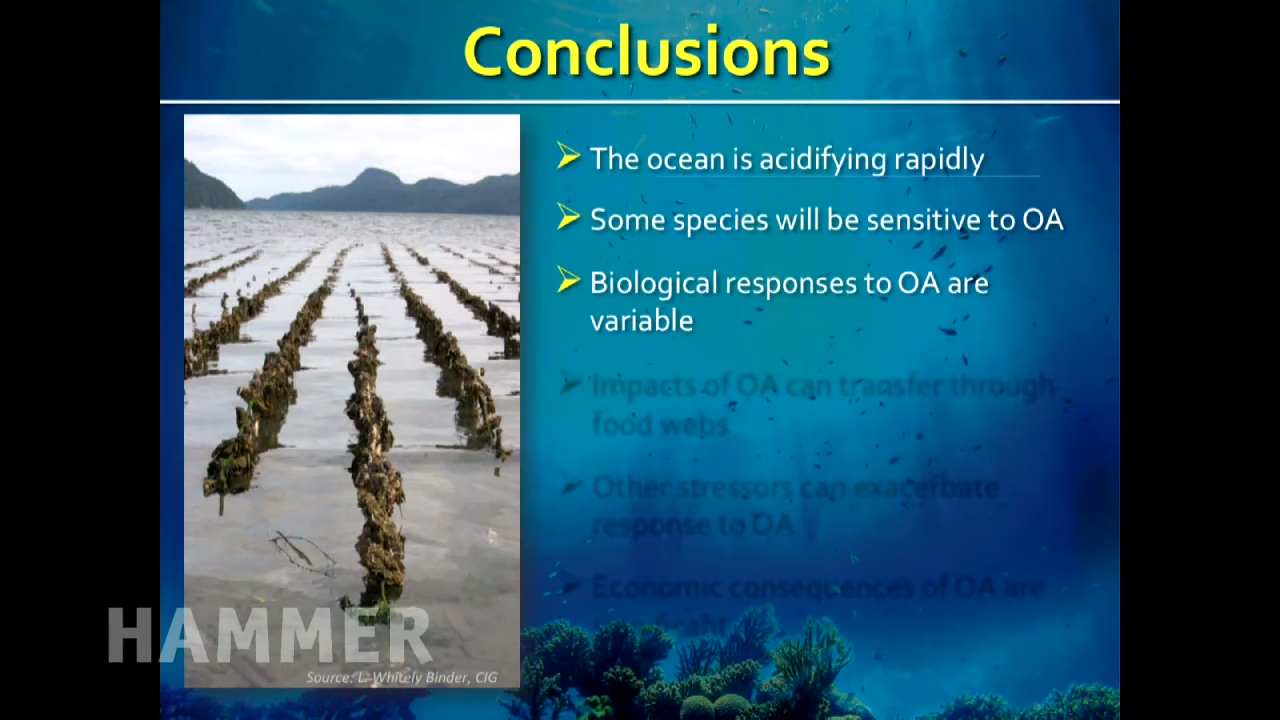 Conclusions
The ocean is acidifying rapidly
Some species will be sensitive to OA
Biological responses to OA are
variable
Impacts of OA can transfer through
food webs
Other stressors can exacerbate
response to OA
Economic consequences of OA are
HAMMER
Source: L. Whitely Binder, CIG